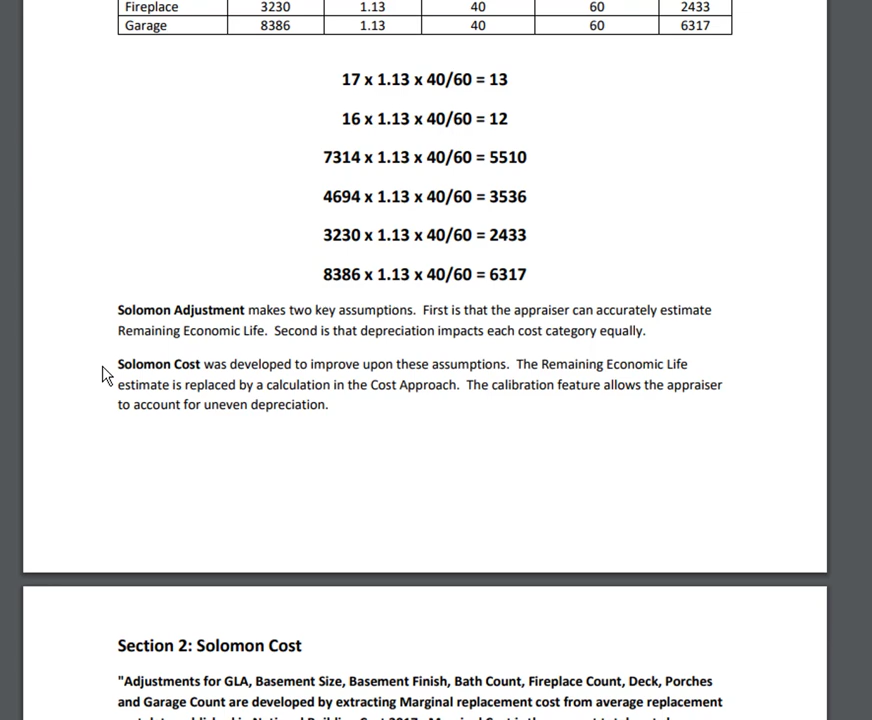 Fireplace 3230 1.13 40 60 2433
Garage 8386 1.13 40 60 6317
17 x 1.13 x 40/60 = 13
16 x 1.13 x 40/60 = 12
7314 x 1.13 x 40/60 = 5510
4694 x 1.13 x 40/60 = 3536
3230 x 1.13 x 40/60 = 2433
8386 x 1.13 x 40/60 = 6317
Solomon Adjustment makes two key assumptions. First is that the appraiser can accurately estimate
Remaining Economic Life. Second is that depreciation impacts each cost category equally.
Solomon Cost was developed to improve upon these assumptions. The Remaining Economic Life
estimate is replaced by a calculation in the Cost Approach. The calibration feature allows the appraiser
to account for uneven depreciation.
Section 2: Solomon Cost
"Adjustments for GLA, Basement Size, Basement Finish, Bath Count, Fireplace Count, Deck, Porches
and Garage Count are developed by extracting Marginal replacement cost from average replacement